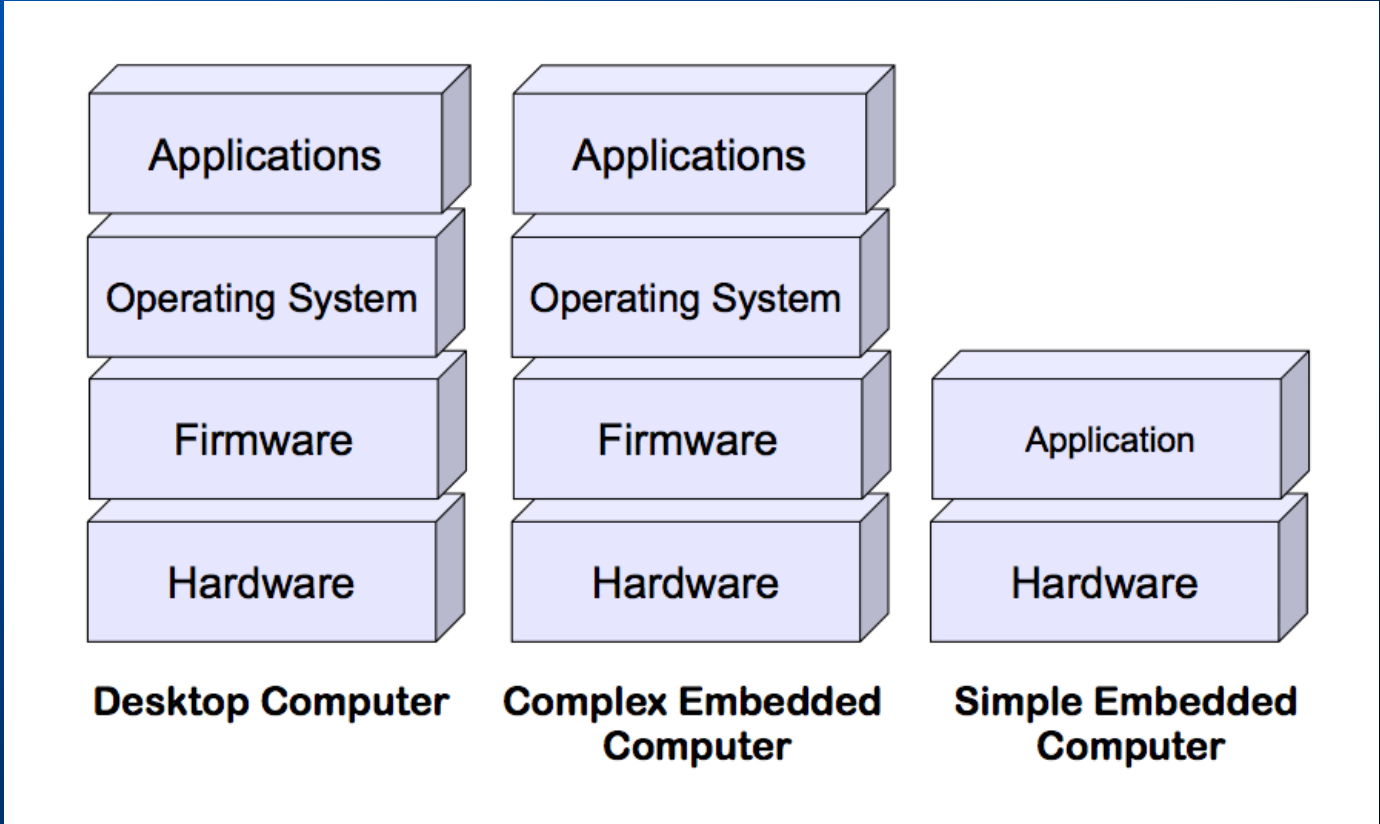 Applications
Operating System
Firmware
Hardware
Desktop Computer
Applications
Operating System
Firmware
Hardware
Complex Embedded
Computer
Application
Hardware
Simple Embedded
Computer